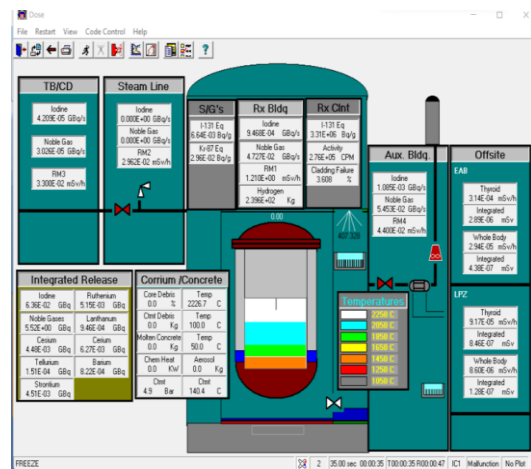 Dose
File Restart View Code Control Help
TB/CD
Iodine
4.209E-05 GBq/s
Noble Gas
3.026E-05 GBq/s
RM3
3.300E-02 mSv/h
Steam Line
Iodine
0.000E+00 GBq/s
Noble Gas
0.000E+00 GBq/s
RM2
2.962E-02 mSv/h
S/G's
I-131 Eq
6.64E-03 Bq/g
Kr-87 Eq
2.96E-02 Bq/g
Rx Bldg
Iodine
9.468E-04 GBq/s
Noble Gas
4.727E-02 GBq/s
RM1
1.210E+00 mSv/h
Hydrogen
2.396E+02 Kg
Rx Clnt
I-131 Eq
3.31E+06 Bq/g
Activity
2.76E+05 CPM
Cladding Failure
3.608 %
0.00
407.328
Aux. Bldg.
Iodine
1.085E-03 GBq/s
Noble Gas
5.453E-02 GBq/s
RM4
4.400E-02 mSv/h
Offsite
EAB
Thyroid
3.14E-04 mSv/h
Integrated
2.89E-06 mSv
Whole Body
2.94E-05 mSv/h
Integrated
4.38E-07 mSv
LPZ
Thyroid
9.17E-05 mSv/h
Integrated
8.46E-07 mSv
Whole Body
8.60E-06 mSv/h
Integrated
1.28E-07 mSv
Integrated Release
Iodine
6.36E-02 GBq
Ruthenium
5.15E-03 GBq
Noble Gases
5.52E+00 GBq
Lanthanum
9.46E-04 GBq
Cesium
4.48E-03 GBq
Cerium
6.27E-03 GBq
Tellurium
1.51E-04 GBq
Barium
8.22E-04 GBq
Strontium
4.51E-03 GBq
Corrium /Concrete
Core Debris
0.0 %
Temp
2226.7 C
Ctmt Debris
0.0 Kg
Temp
100.0 C
Molten Concrete
0.0 Kg
Temp
50.0 C
Chem Heat
0.0 KW
Aerosol
0.0 Kg
Ctmt
4.9 Bar
Ctmt
140.4 C
Temperatures
2250 C
2050 C
1850 C
1650 C
1450 C
1250 C
1050 C
FREEZE
2 35.00 sec 00:00:35 T00:00:35 R00:00:47 IC1 Malfunction No Plot